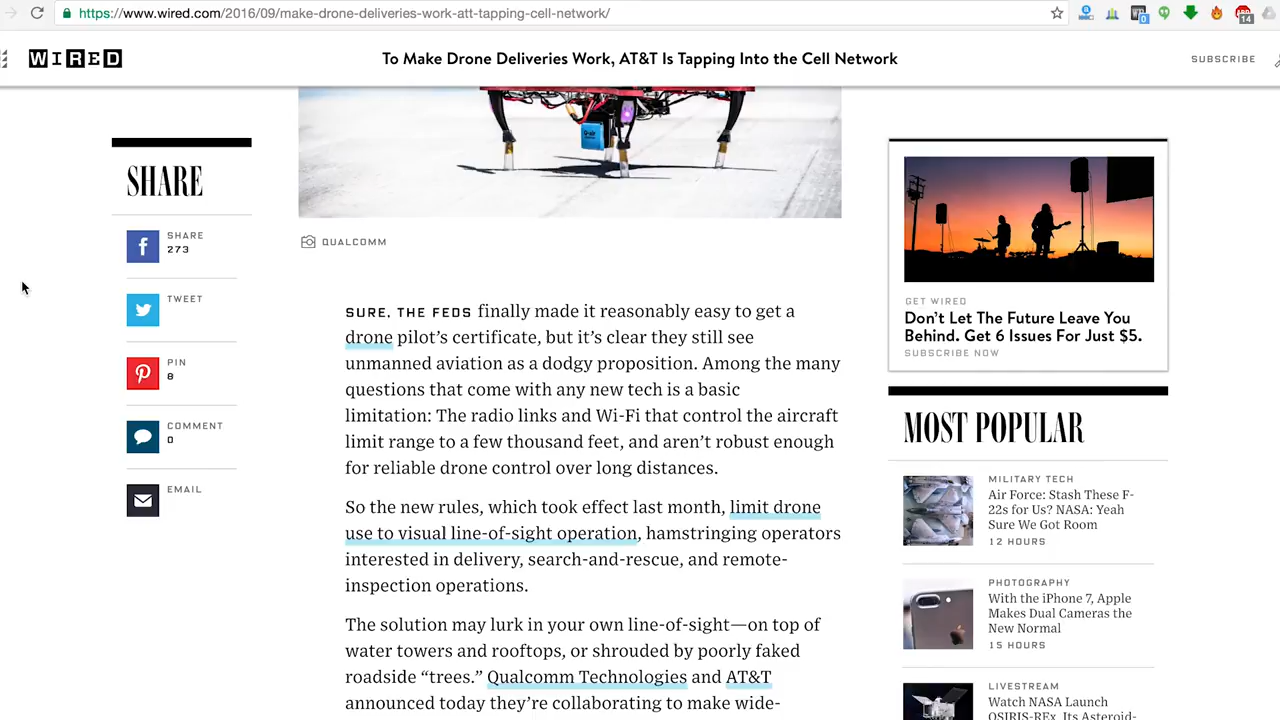 https://www.wired.com/2016/09/make-drone-deliveries-work-att-tapping-cell-network/
0
14
WIRED
To Make Drone Deliveries Work, AT&T Is Tapping Into the Cell Network
SUBSCRIBE
SHARE
SHARE
273
TWEET
PIN
8
COMMENT
0
EMAIL
QUALCOMM
SURE, THE FEDS finally made it reasonably easy to get a
drone pilot’s certificate, but it’s clear they still see
unmanned aviation as a dodgy proposition. Among the many
questions that come with any new tech is a basic
limitation: The radio links and Wi-Fi that control the aircraft
limit range to a few thousand feet, and aren’t robust enough
for reliable drone control over long distances.
So the new rules, which took effect last month, limit drone
use to visual line-of-sight operation, hamstringing operators
interested in delivery, search-and-rescue, and remote-
inspection operations.
The solution may lurk in your own line-of-sight—on top of
water towers and rooftops, or shrouded by poorly faked
roadside “trees.” Qualcomm Technologies and AT&T
announced today they’re collaborating to make wide-
GET WIRED
Don’t Let The Future Leave You
Behind. Get 6 Issues For Just $5.
SUBSCRIBE NOW
MOST POPULAR
MILITARY TECH
Air Force: Stash These F-
22s for Us? NASA: Yeah
Sure We Got Room
12 HOURS
PHOTOGRAPHY
With the iPhone 7, Apple
Makes Dual Cameras the
New Normal
15 HOURS
LIVESTREAM
Watch NASA Launch
OSIRIS-REx, Its Asteroid-